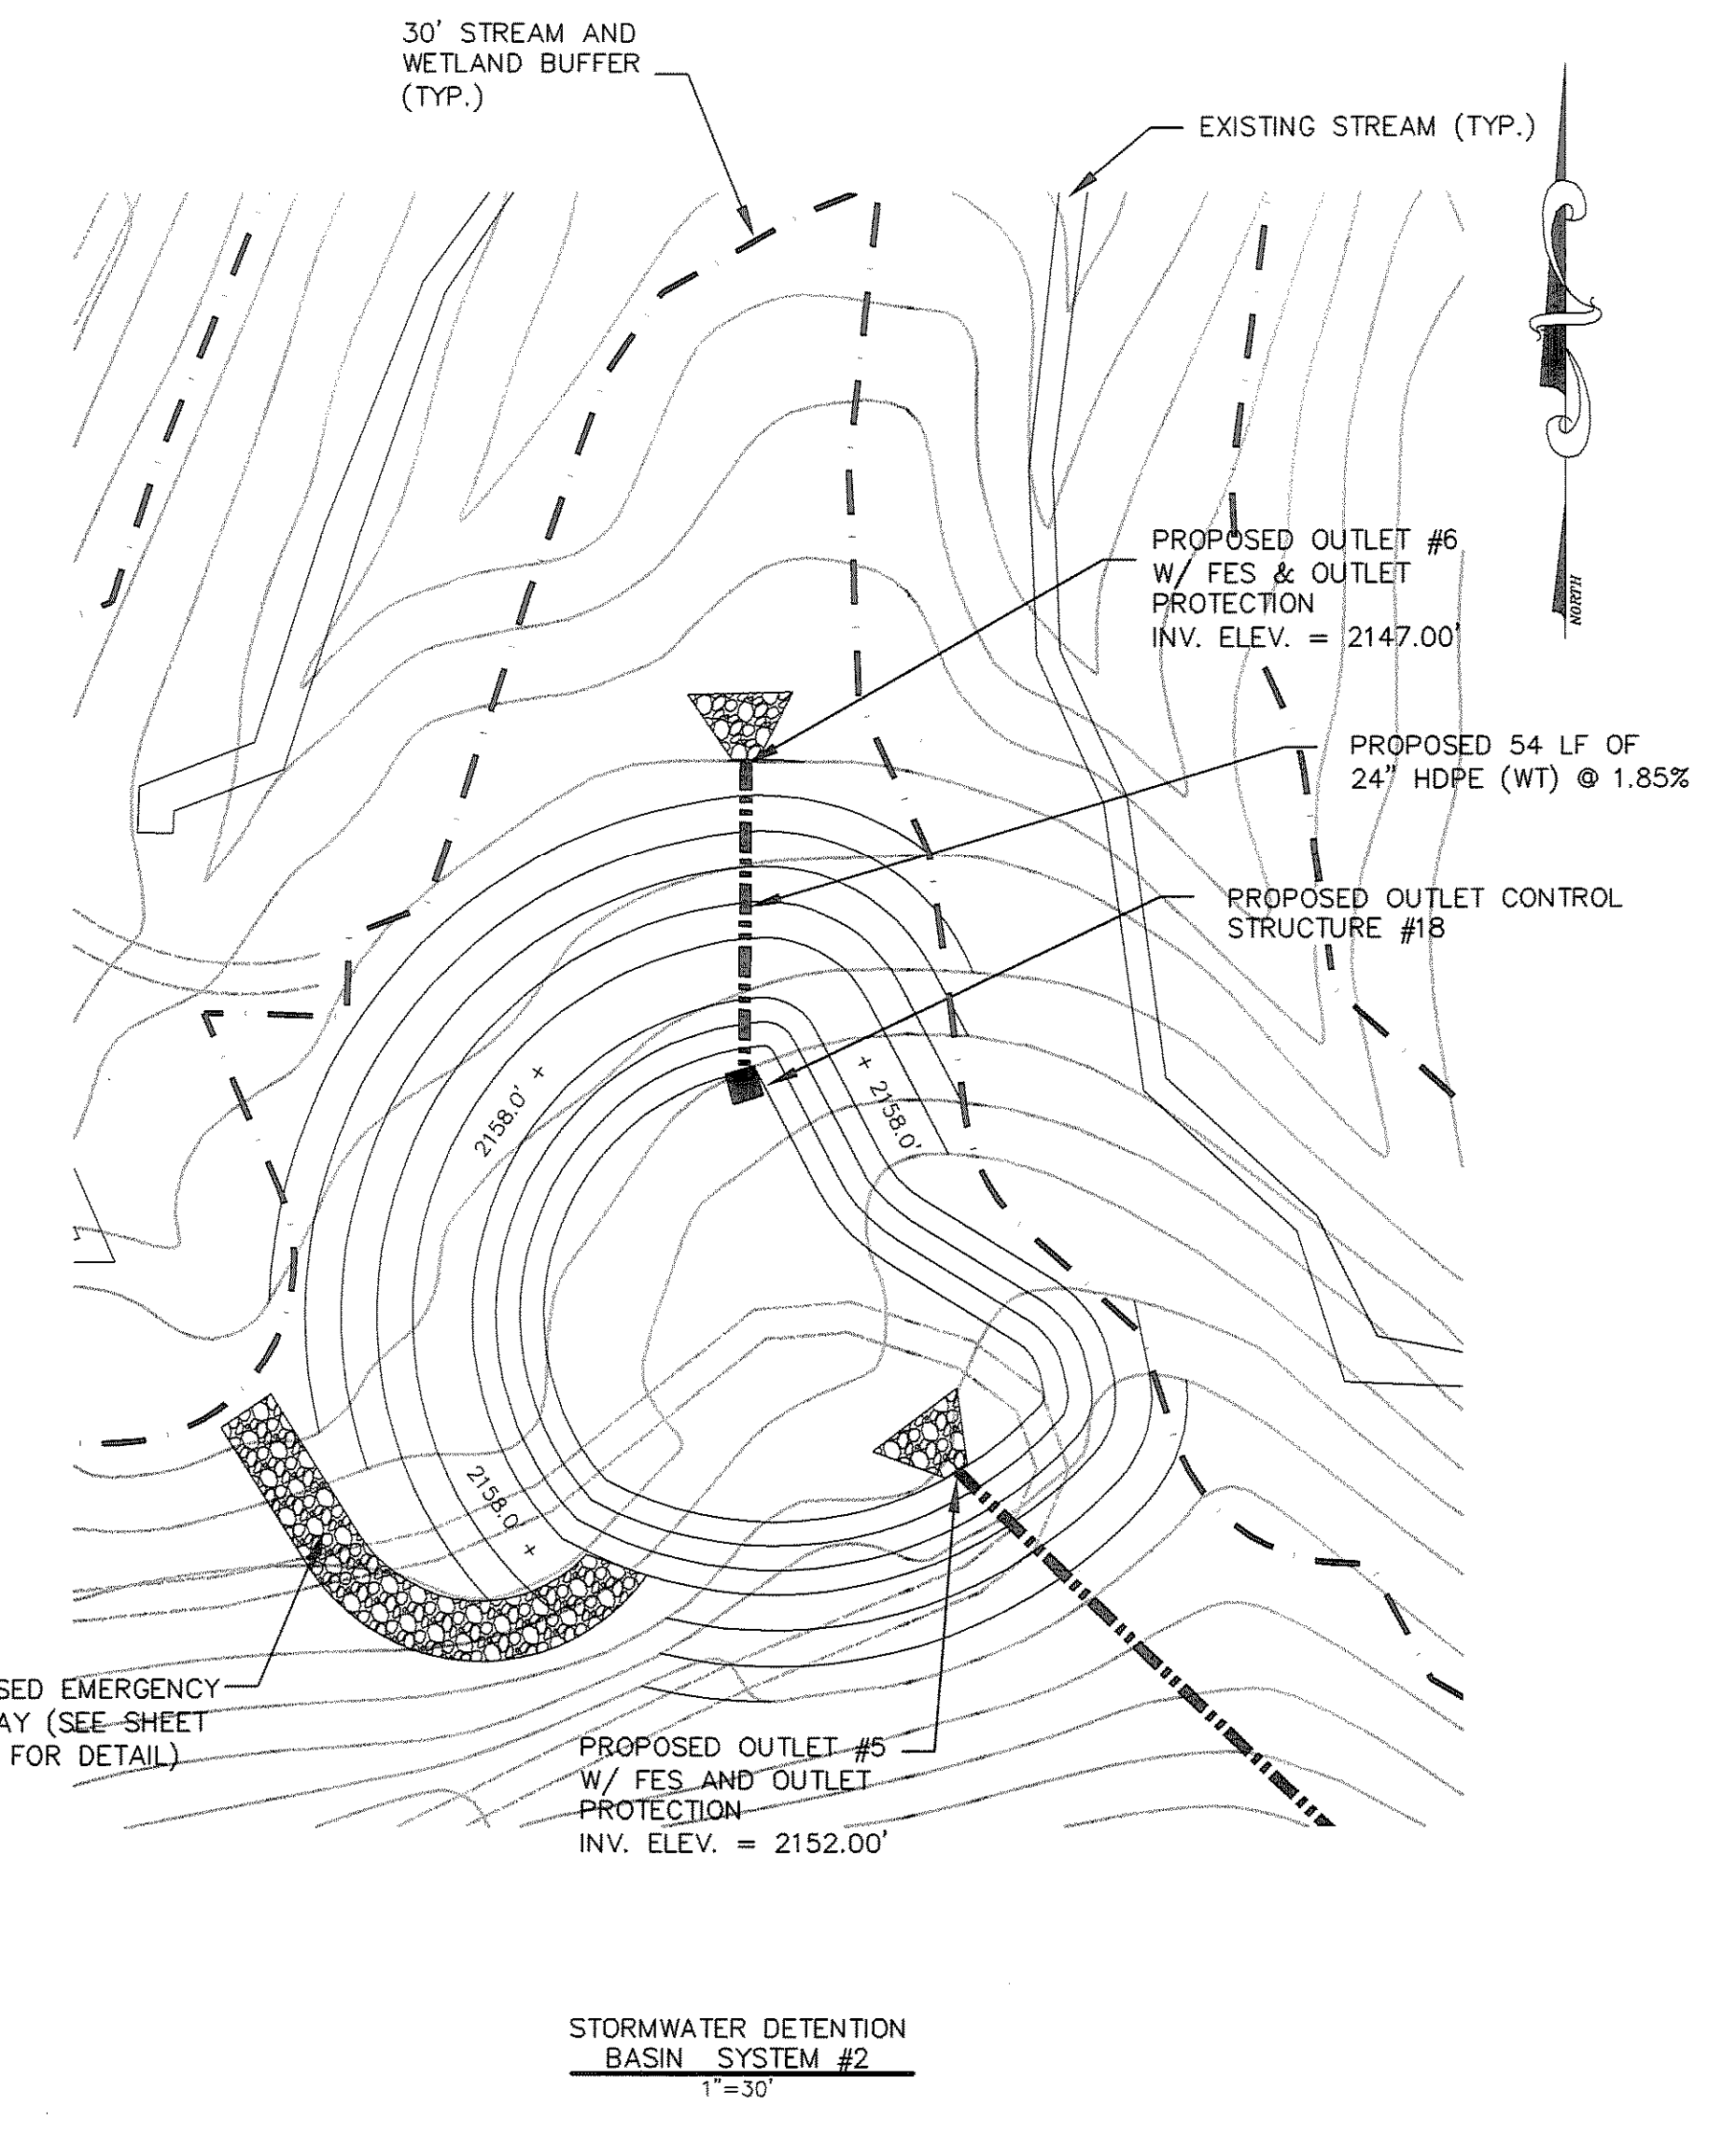 30' STREAM AND
WETLAND BUFFER
(TYP.)
EXISTING STREAM (TYP.)
NORTH
PROPOSED OUTLET #6
W/ FES & OUTLET
PROTECTION
INV. ELEV. = 2147.00'
PROPOSED 54 LF OF
24" HDPE (WT) @ 1.85%
PROPOSED OUTLET CONTROL
STRUCTURE #18
2158.0' +
+ 2158.0'
2158.0 +
SED EMERGENCY
AY (SEE SHEET
FOR DETAIL)
PROPOSED OUTLET #5
W/ FES AND OUTLET
PROTECTION
INV. ELEV. = 2152.00'
STORMWATER DETENTION
BASIN SYSTEM #2
1"=30'